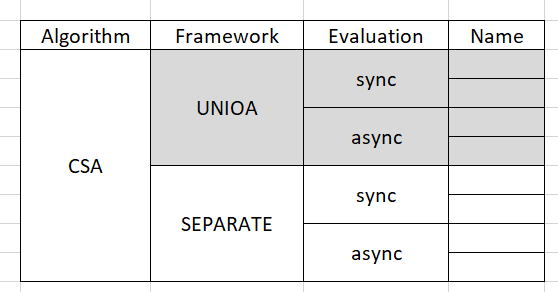 Algorithm Framework Evaluation Name
CSA
UNIOA
sync
async
SEPARATE
sync
async